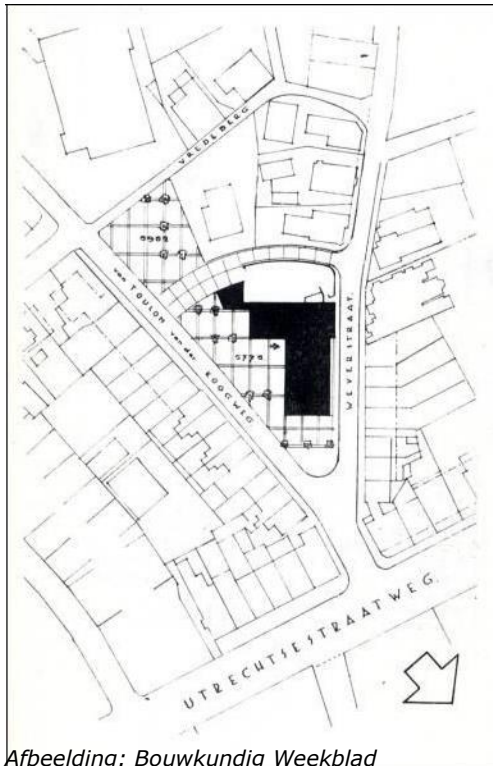 VREDEBERG
van TOULON van der KOOGWEG
WEVERSTRAAT.
UTRECHTSESTRAATWEG.
Afbeelding: Bouwkundig Weekblad